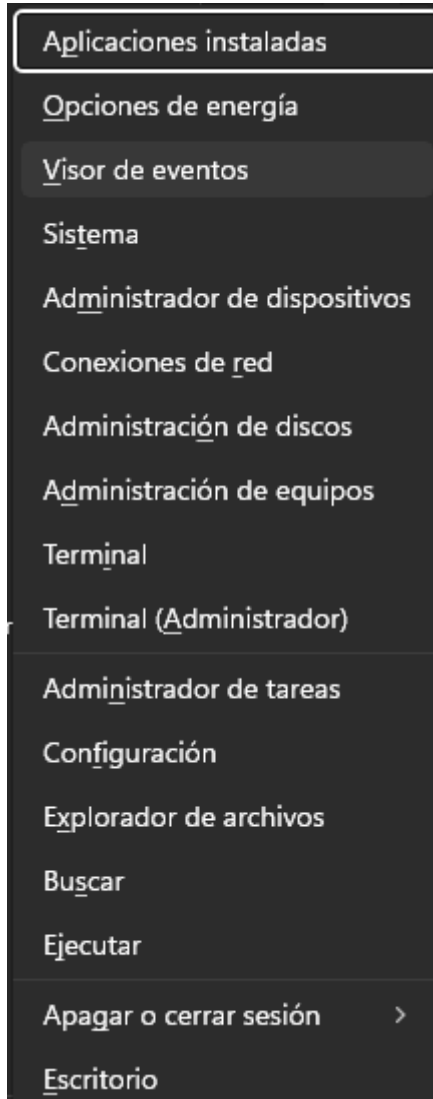 Aplicaciones instaladas
Opciones de energía
Visor de eventos
Sistema
Administrador de dispositivos
Conexiones de red
Administración de discos
Administración de equipos
Terminal
Terminal (Administrador)
Administrador de tareas
Configuración
Explorador de archivos
Buscar
Ejecutar
Apagar o cerrar sesión
Escritorio